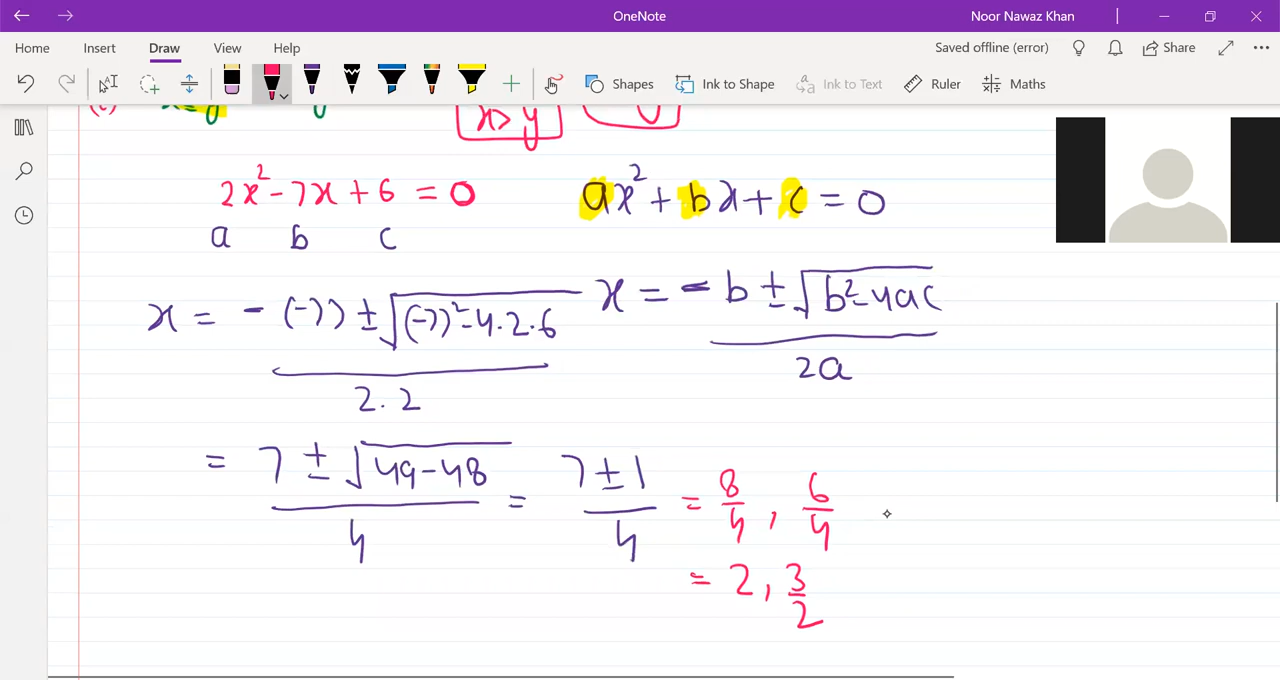 OneNote
Noor Nawaz Khan
Home Insert Draw View Help
Saved offline (error)
Share
Shapes
Ink to Shape
Ink to Text
Ruler
Maths
x > y
2x² - 7x + 6 = 0
a b c
ax² + bx + c = 0
x = -(-7) ± √(-7)² - 4·2·6 / 2·2
x = -b ± √b² - 4ac / 2a
= 7 ± √49-48 / 4 = 7 ± 1 / 4 = 8/4, 6/4
= 2, 3/2